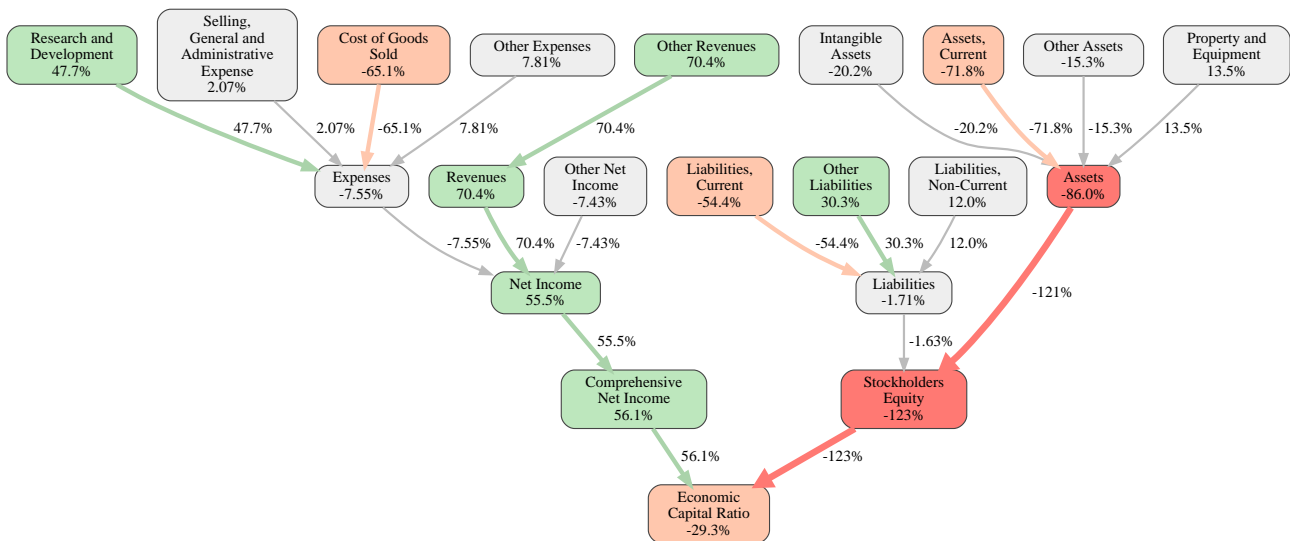 Research and
Development
47.7%
Selling,
General and
Administrative
Expense
2.07%
Cost of Goods
Sold
-65.1%
Other Expenses
7.81%
Other Revenues
70.4%
Intangible
Assets
-20.2%
Assets,
Current
-71.8%
Other Assets
-15.3%
Property and
Equipment
13.5%
47.7%
2.07%
-65.1%
7.81%
70.4%
-20.2%
-71.8%
-15.3%
13.5%
Expenses
-7.55%
Revenues
70.4%
Other Net
Income
-7.43%
Liabilities,
Current
-54.4%
Other
Liabilities
30.3%
Liabilities,
Non-Current
12.0%
Assets
-86.0%
-7.55%
70.4%
-7.43%
-54.4%
30.3%
12.0%
-121%
Net Income
55.5%
Liabilities
-1.71%
55.5%
-1.63%
Comprehensive
Net Income
56.1%
Stockholders
Equity
-123%
56.1%
-123%
Economic
Capital Ratio
-29.3%